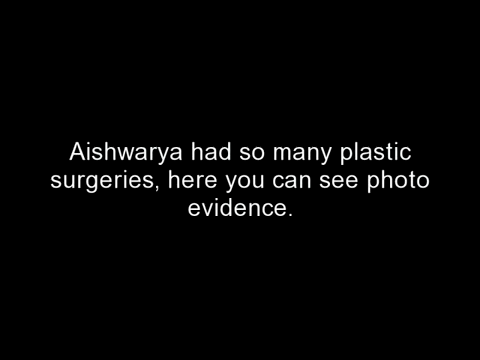 Aishwarya had so many plastic
surgeries, here you can see photo
evidence.